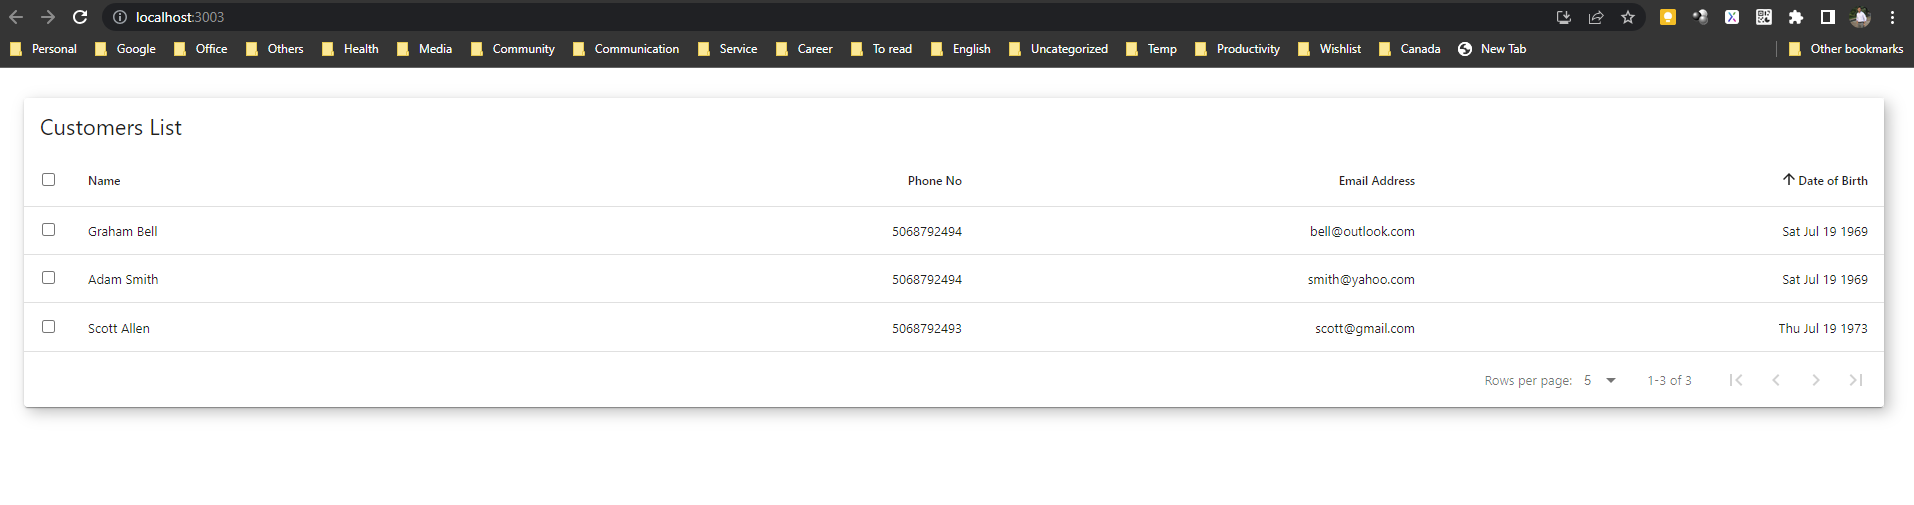 localhost:3003
Personal Google Office Others Health Media Community Communication Service Career To read English Uncategorized Temp Productivity Wishlist Canada New Tab Other bookmarks
Customers List
Name Phone No Email Address Date of Birth
Graham Bell 5068792494 bell@outlook.com Sat Jul 19 1969
Adam Smith 5068792494 smith@yahoo.com Sat Jul 19 1969
Scott Allen 5068792493 scott@gmail.com Thu Jul 19 1973
Rows per page: 5 1-3 of 3